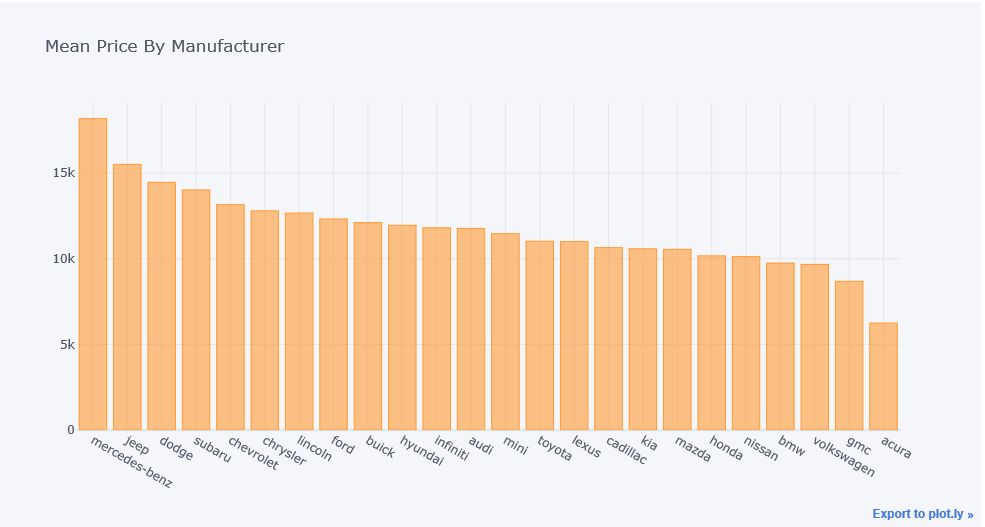 Mean Price By Manufacturer
15k
10k
5k
0
mercedes-benz
jeep
dodge
subaru
chevrolet
chrysler
lincoln
ford
buick
hyundai
infiniti
audi
mini
toyota
lexus
cadillac
kia
mazda
honda
nissan
bmw
volkswagen
gmc
acura
Export to plot.ly »